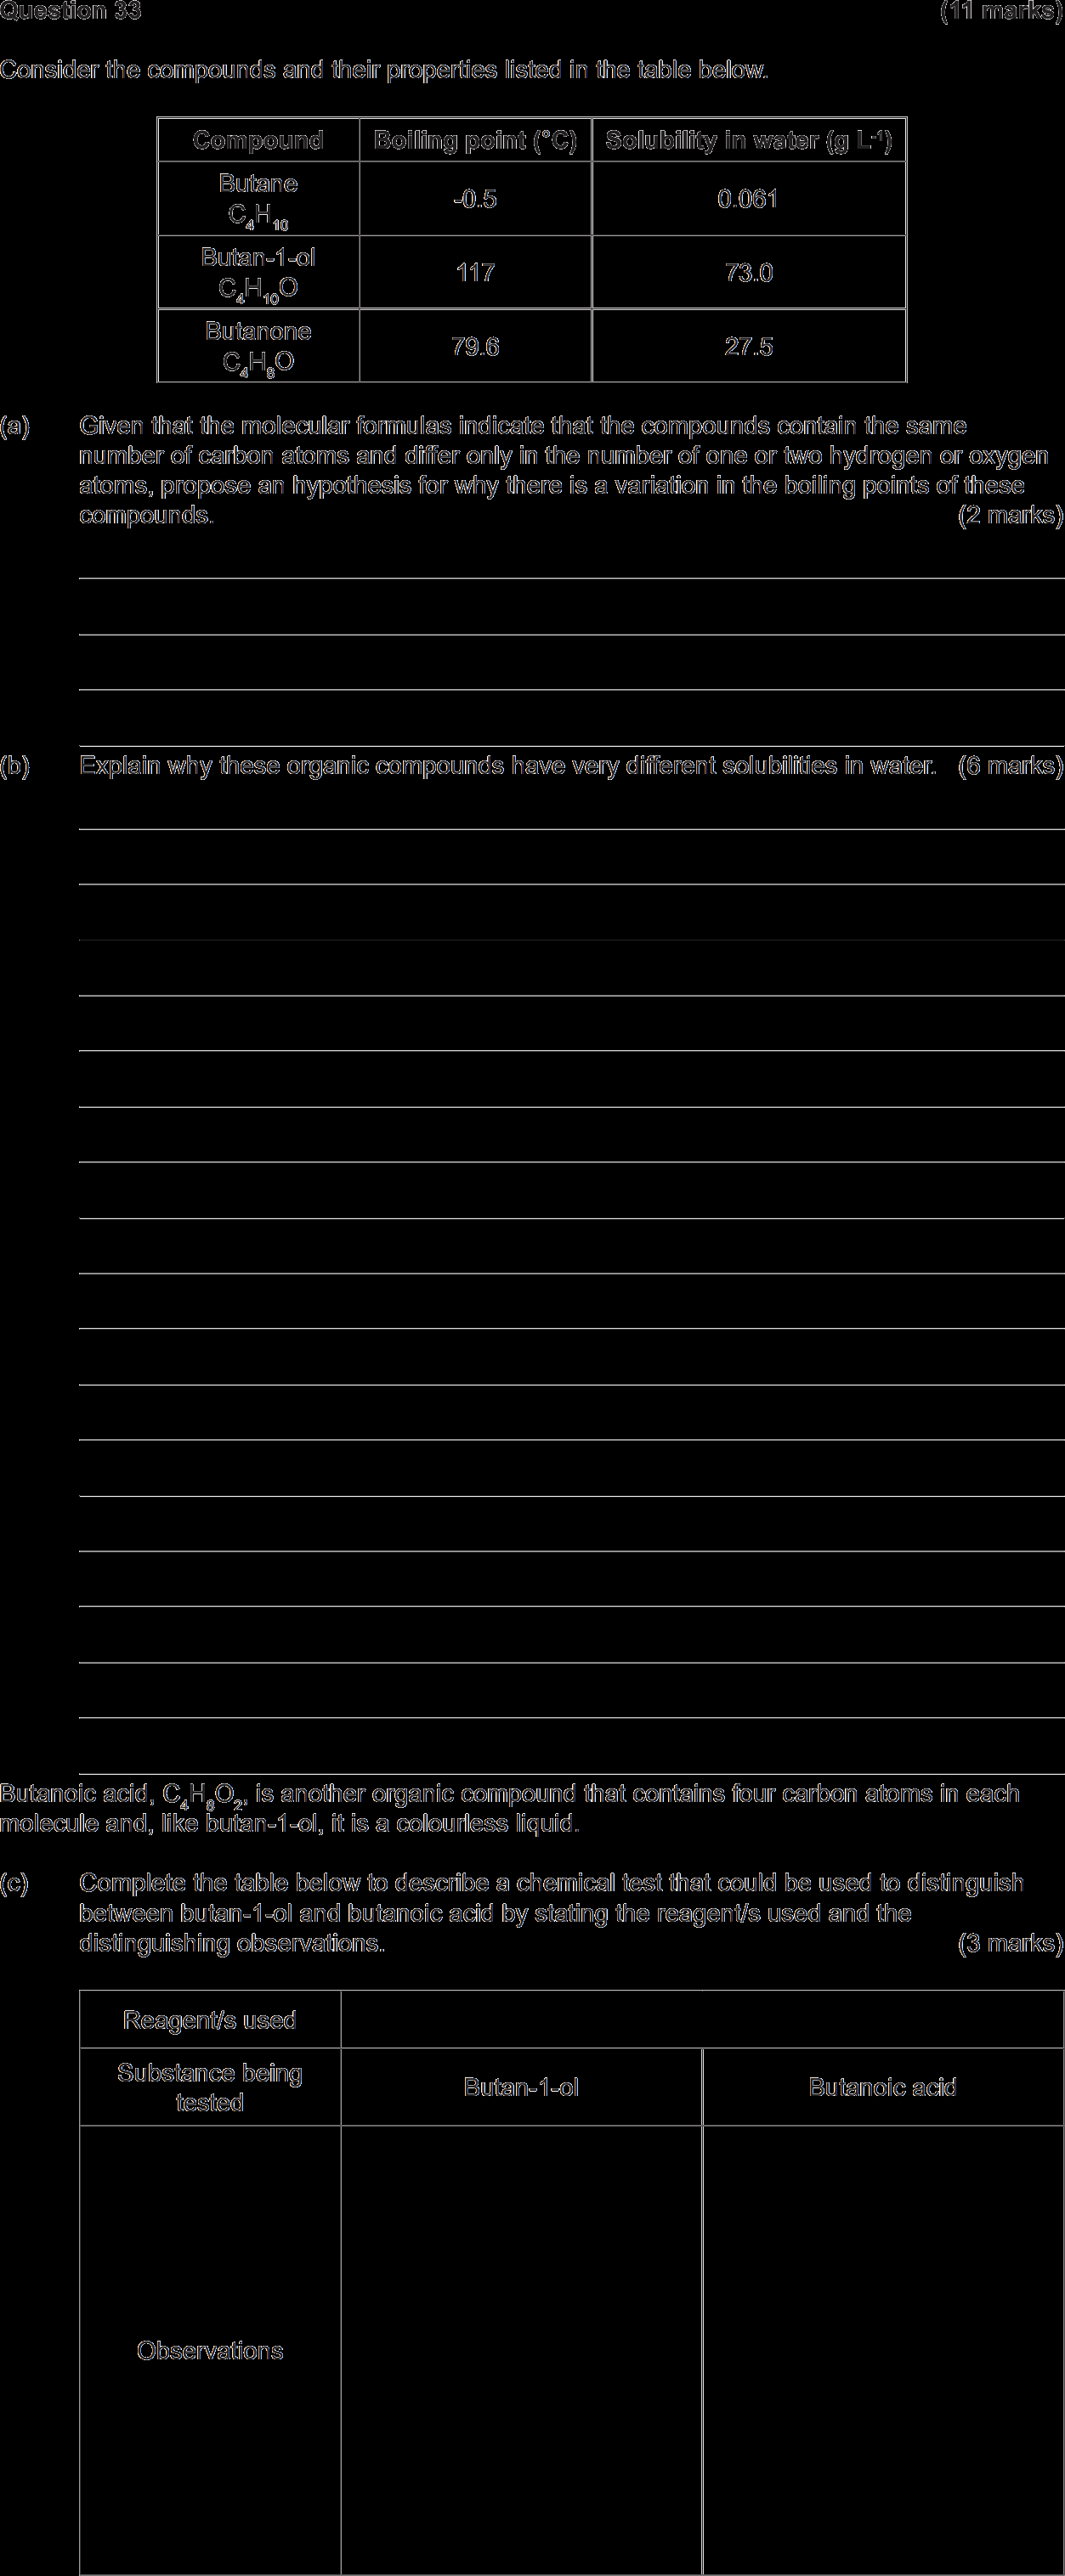 Question 33 (11 marks)
Consider the compounds and their properties listed in the table below.
Compound Boiling point (°C) Solubility in water (g L⁻¹)
Butane
C₄H₁₀ -0.5 0.061
Butan-1-ol
C₄H₁₀O 117 73.0
Butanone
C₄H₈O 79.6 27.5
(a) Given that the molecular formulas indicate that the compounds contain the same
number of carbon atoms and differ only in the number of one or two hydrogen or oxygen
atoms, propose an hypothesis for why there is a variation in the boiling points of these
compounds. (2 marks)
(b) Explain why these organic compounds have very different solubilities in water. (6 marks)
Butanoic acid, C₄H₈O₂, is another organic compound that contains four carbon atoms in each
molecule and, like butan-1-ol, it is a colourless liquid.
(c) Complete the table below to describe a chemical test that could be used to distinguish
between butan-1-ol and butanoic acid by stating the reagent/s used and the
distinguishing observations. (3 marks)
Reagent/s used
Substance being
tested Butan-1-ol Butanoic acid
Observations